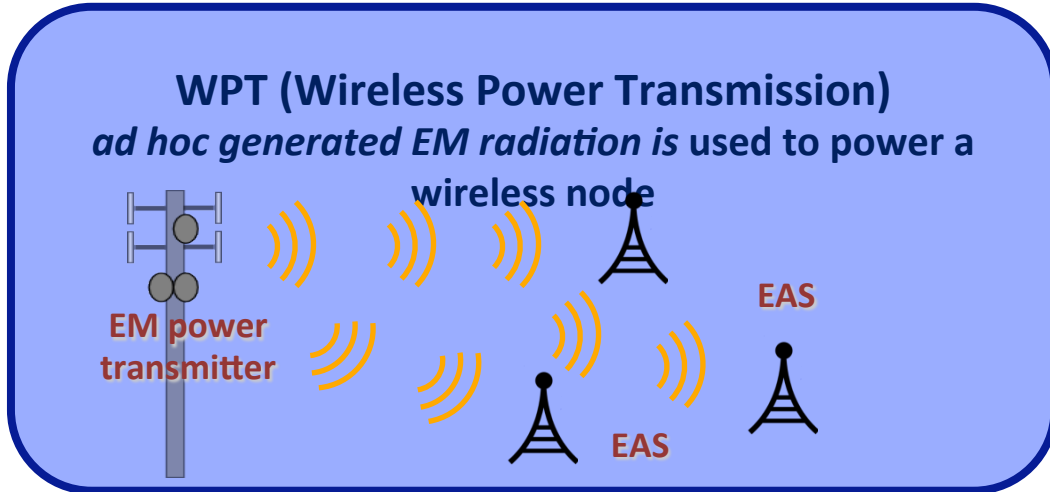 WPT (Wireless Power Transmission)
ad hoc generated EM radiation is used to power a
wireless node
EAS
EM power
transmitter
EAS